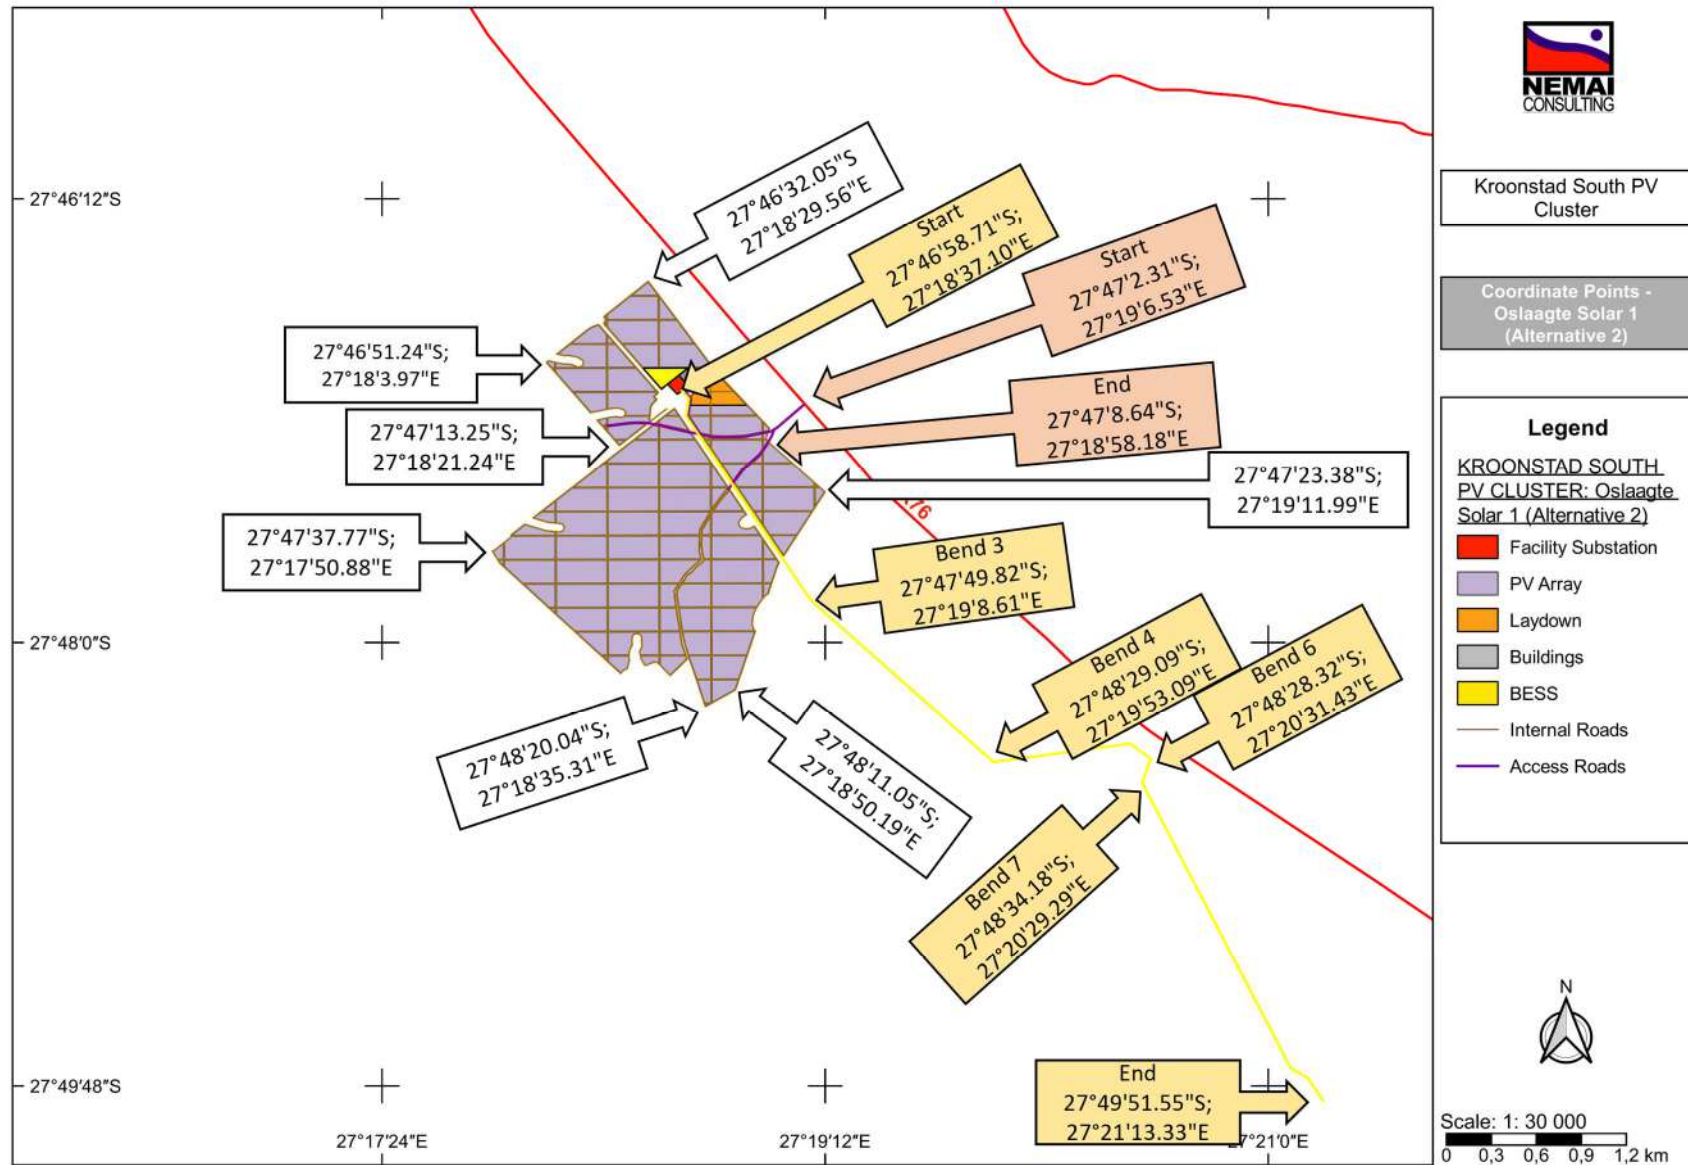 NEMAI
CONSULTING
Kroonstad South PV
Cluster
Coordinate Points -
Oslaagte Solar 1
(Alternative 2)
Legend
KROONSTAD SOUTH
PV CLUSTER: Oslaagte
Solar 1 (Alternative 2)
Facility Substation
PV Array
Laydown
Buildings
BESS
Internal Roads
Access Roads
N
Scale: 1: 30 000
0 0,3 0,6 0,9 1,2 km
27°46'12"S
27°48'0"S
27°49'48"S
27°17'24"E
27°19'12"E
27°21'0"E
27°46'32.05"S
27°18'29.56"E
Start
27°46'58.71"S;
27°18'37.10"E
Start
27°47'2.31"S;
27°19'6.53"E
27°46'51.24"S;
27°18'3.97"E
End
27°47'8.64"S;
27°18'58.18"E
27°47'13.25"S;
27°18'21.24"E
27°47'23.38"S;
27°19'11.99"E
76
27°47'37.77"S;
27°17'50.88"E
Bend 3
27°47'49.82"S;
27°19'8.61"E
Bend 4
27°48'29.09"S;
27°19'53.09"E
Bend 6
27°48'28.32"S;
27°20'31.43"E
27°48'20.04"S;
27°18'35.31"E
27°48'11.05"S;
27°18'50.19"E
Bend 7
27°48'34.18"S;
27°20'29.29"E
End
27°49'51.55"S;
27°21'13.33"E